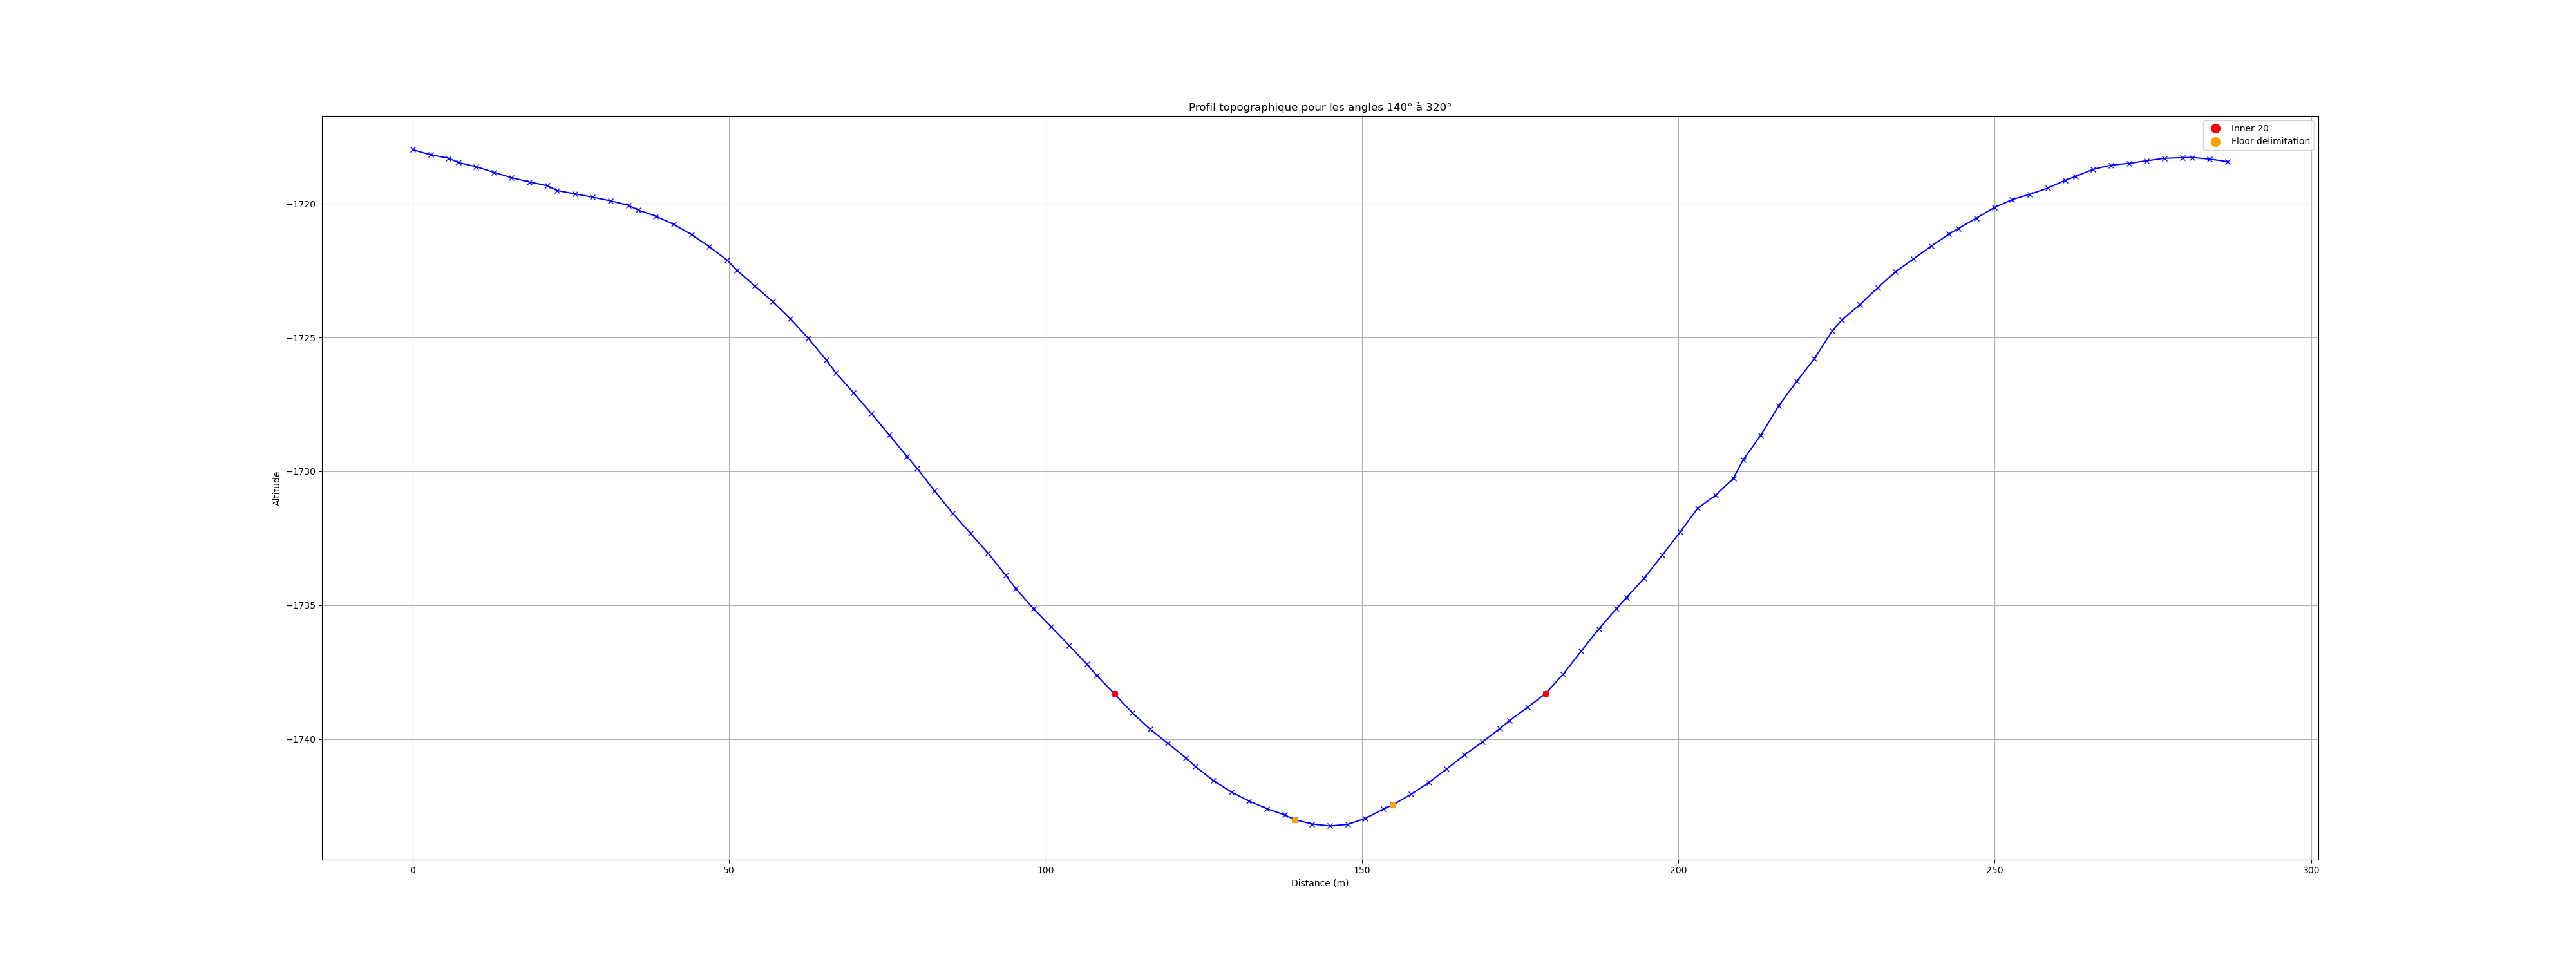 Profil topographique pour les angles 140° à 320°
Inner 20
Floor delimitation
Altitude
−1720
−1725
−1730
−1735
−1740
0 50 100 150 200 250 300
Distance (m)